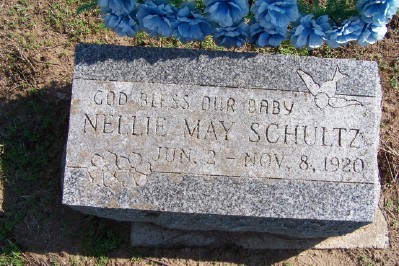 GOD BLESS OUR BABY
NELLIE MAY SCHULTZ
JUN. 2 - NOV. 8, 1920